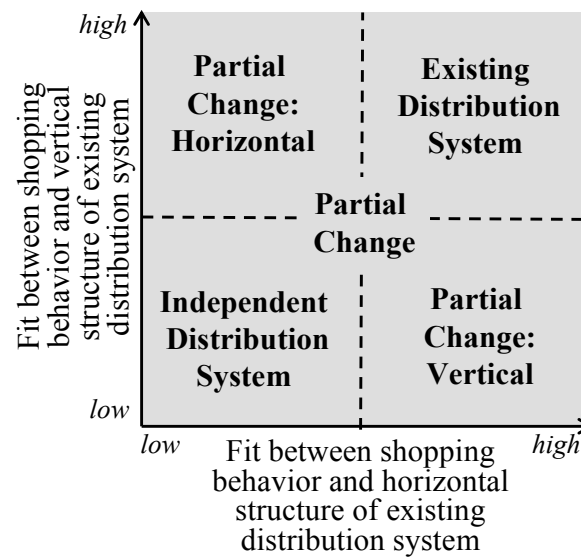 high
Fit between shopping
behavior and vertical
structure of existing
distribution system
Partial
Change:
Horizontal
Existing
Distribution
System
Partial
Change
Independent
Distribution
System
Partial
Change:
Vertical
low
low
high
Fit between shopping
behavior and horizontal
structure of existing
distribution system